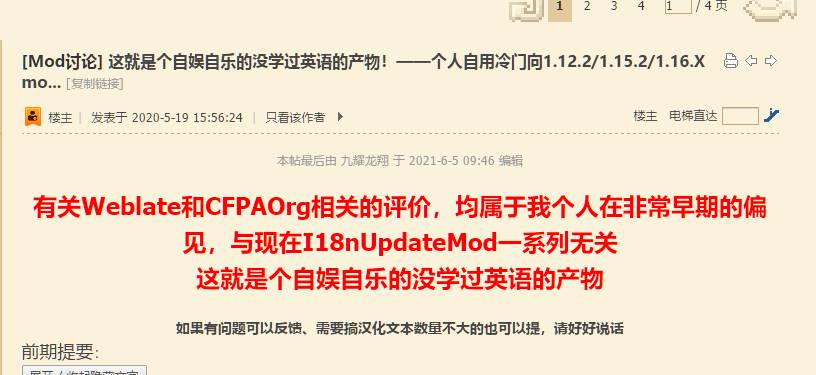 1 2 3 4 1 / 4 页
[Mod讨论] 这就是个自娱自乐的没学过英语的产物！——个人自用冷门向1.12.2/1.15.2/1.16.X
mo... [复制链接]
楼主 | 发表于 2020-5-19 15:56:24 | 只看该作者 楼主 电梯直达
本帖最后由 九耀龙翔 于 2021-6-5 09:46 编辑
有关Weblate和CFPAOrg相关的评价，均属于我个人在非常早期的偏
见，与现在I18nUpdateMod一系列无关
这就是个自娱自乐的没学过英语的产物
如果有问题可以反馈、需要搞汉化文本数量不大的也可以提，请好好说话
前期提要：